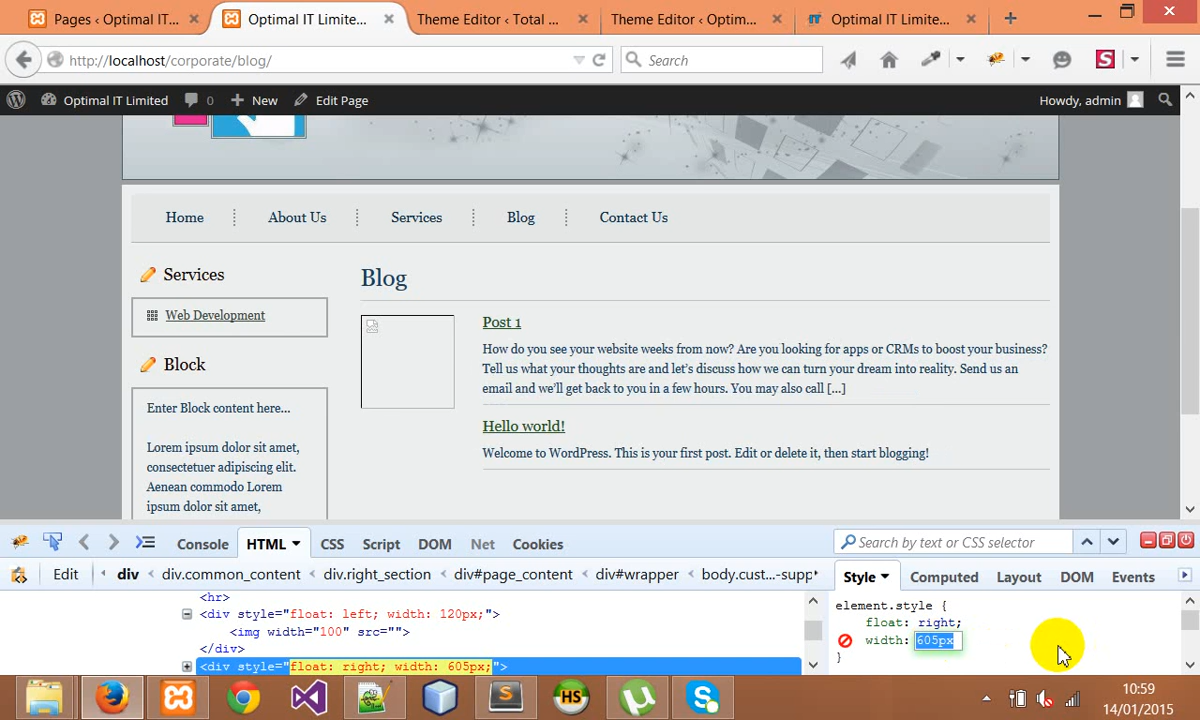 Pages ‹ Optimal IT...
Optimal IT Limite...
Theme Editor ‹ Total ...
Theme Editor ‹ Optim...
Optimal IT Limite...
http://localhost/corporate/blog/
Search
Optimal IT Limited
0
New
Edit Page
Howdy, admin
Home
About Us
Services
Blog
Contact Us
Services
Web Development
Block
Enter Block content here...
Lorem ipsum dolor sit amet,
consectetuer adipiscing elit.
Aenean commodo Lorem
ipsum dolor sit amet,
Blog
Post 1
How do you see your website weeks from now? Are you looking for apps or CRMs to boost your business?
Tell us what your thoughts are and let's discuss how we can turn your dream into reality. Send us an
email and we'll get back to you in a few hours. You may also call [...]
Hello world!
Welcome to WordPress. This is your first post. Edit or delete it, then start blogging!
Console
HTML
CSS
Script
DOM
Net
Cookies
Search by text or CSS selector
Edit
div
div.common_content
div.right_section
div#page_content
div#wrapper
body.cust...-supp
Style
Computed
Layout
DOM
Events
<hr>
<div style="float: left; width: 120px;">
<img width="100" src="">
</div>
<div style="float: right; width: 605px;">
element.style {
float: right;
width: 605px
}
10:59
14/01/2015